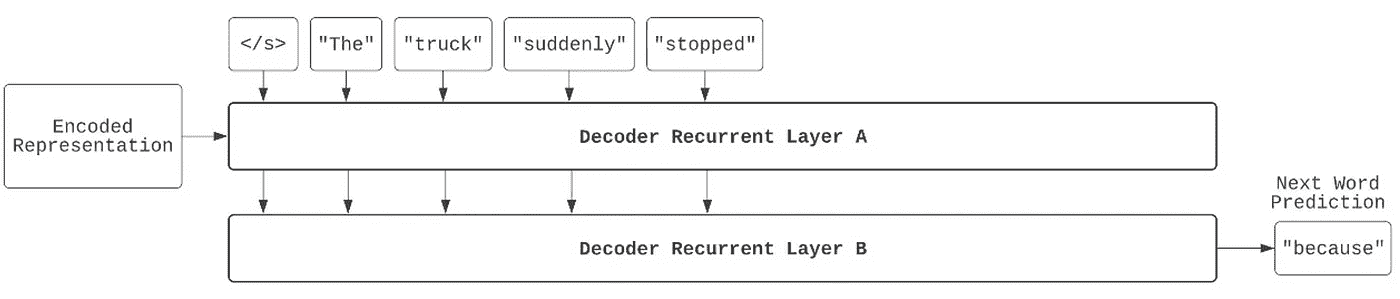 </s>
"The"
"truck"
"suddenly"
"stopped"
Encoded
Representation
Decoder Recurrent Layer A
Decoder Recurrent Layer B
Next Word
Prediction
"because"